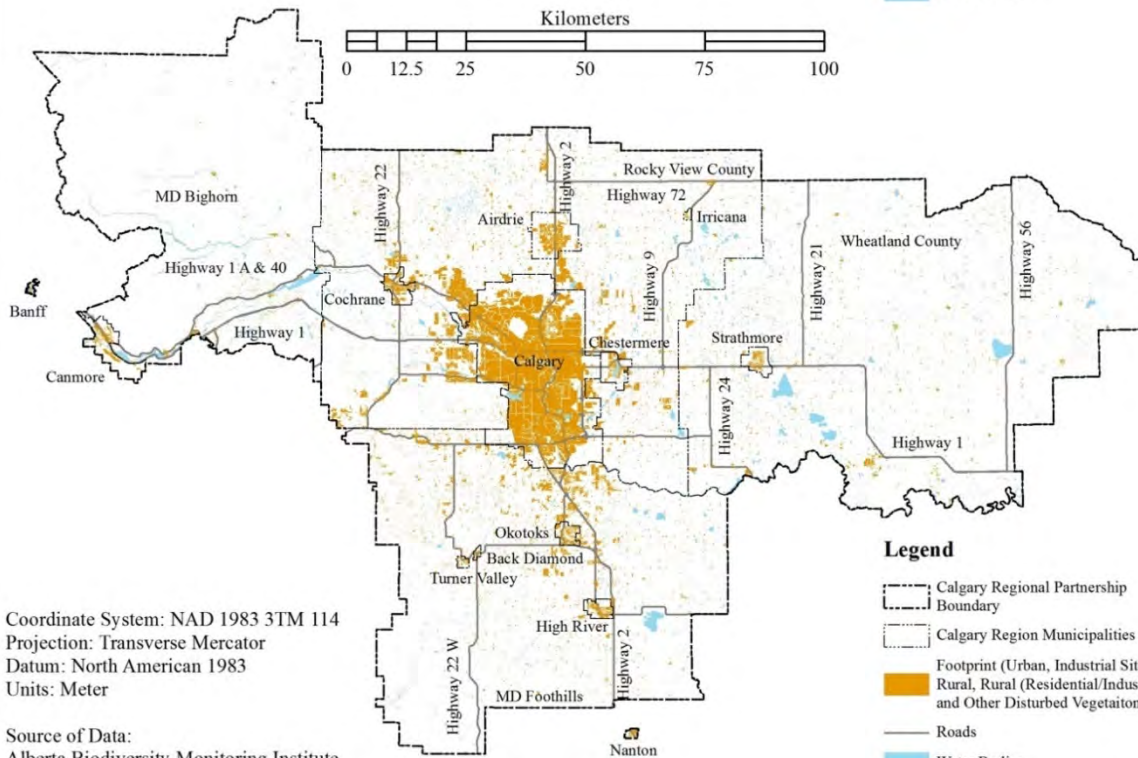 Kilometers
0 12.5 25 50 75 100
Highway 22
Highway 2
Rocky View County
Highway 72
MD Bighorn
Airdrie
Irricana
Highway 21
Wheatland County
Highway 56
Highway 1 A & 40
Highway 9
Banff
Cochrane
Highway 1
Chestermere
Strathmore
Calgary
Canmore
Highway 24
Highway 1
Okotoks
Back Diamond
Turner Valley
High River
Highway 22 W
Highway 2
MD Foothills
Nanton
Coordinate System: NAD 1983 3TM 114
Projection: Transverse Mercator
Datum: North American 1983
Units: Meter
Source of Data:
Alberta Biodiversity Monitoring Institute
Legend
Calgary Regional Partnership
Boundary
Calgary Region Municipalities
Footprint (Urban, Industrial Sit
Rural, Rural (Residential/Indus
and Other Disturbed Vegetaiton
Roads